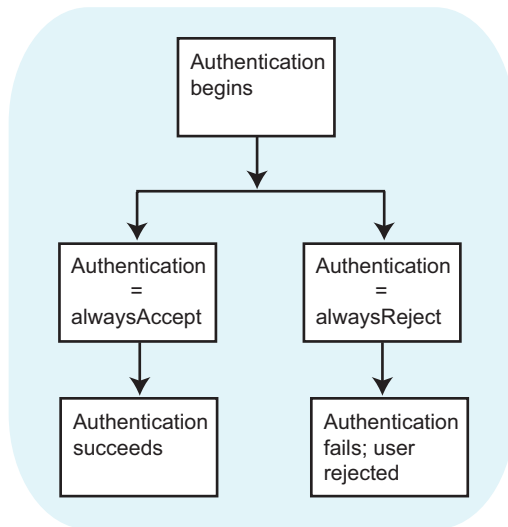 Authentication
begins
Authentication
=
alwaysAccept
Authentication
=
alwaysReject
Authentication
succeeds
Authentication
fails; user
rejected